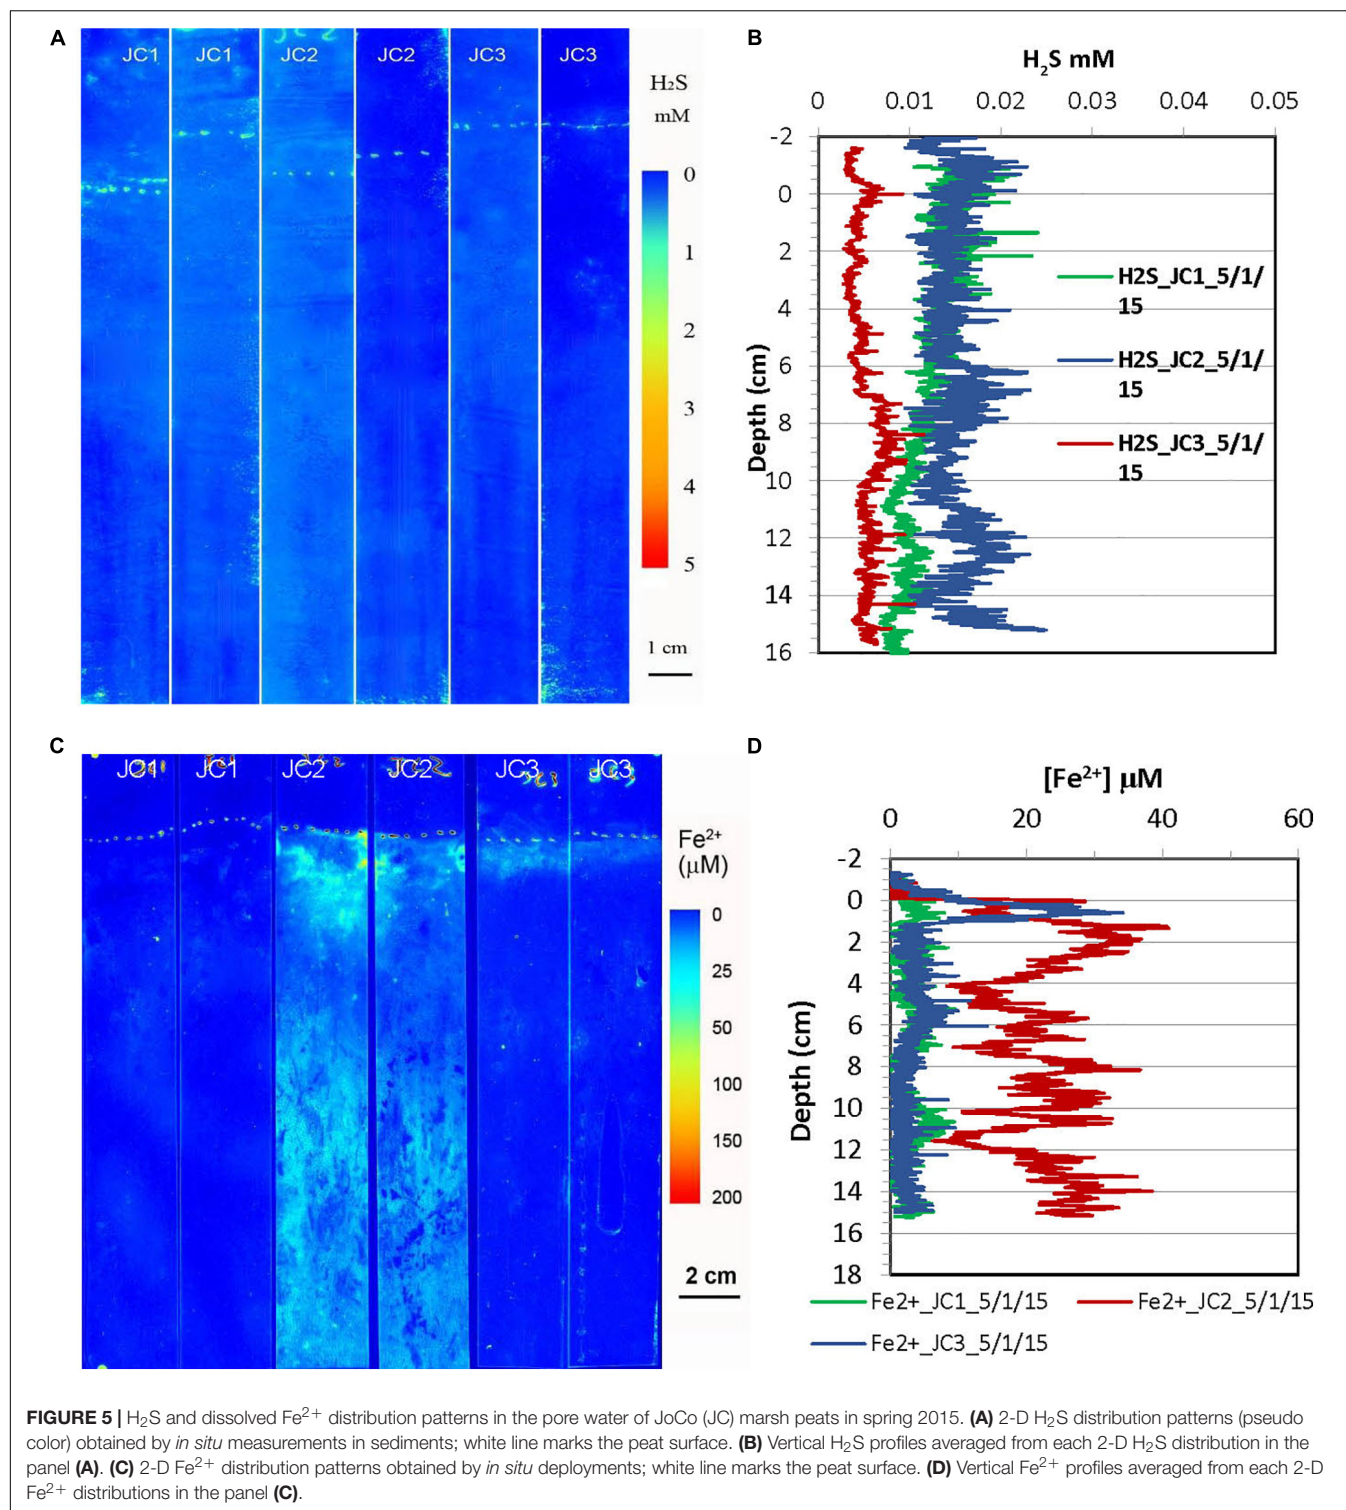 A
JC1 JC1 JC2 JC2 JC3 JC3
H2S
mM
0
1
2
3
4
5
1 cm
B
H₂S mM
0 0.01 0.02 0.03 0.04 0.05
-2
0
2
4
6
8
10
12
14
16
Depth (cm)
H2S_JC1_5/1/
15
H2S_JC2_5/1/
15
H2S_JC3_5/1/
15
C
JC1 JC1 JC2 JC2 JC3 JC3
Fe²⁺
(μM)
0
25
50
75
100
150
200
2 cm
D
[Fe²⁺] μM
0 20 40 60
-2
0
2
4
6
8
10
12
14
16
18
Depth (cm)
Fe2+_JC1_5/1/15 Fe2+_JC2_5/1/15
Fe2+_JC3_5/1/15
FIGURE 5 | H₂S and dissolved Fe²⁺ distribution patterns in the pore water of JoCo (JC) marsh peats in spring 2015. (A) 2-D H₂S distribution patterns (pseudo
color) obtained by in situ measurements in sediments; white line marks the peat surface. (B) Vertical H₂S profiles averaged from each 2-D H₂S distribution in the
panel (A). (C) 2-D Fe²⁺ distribution patterns obtained by in situ deployments; white line marks the peat surface. (D) Vertical Fe²⁺ profiles averaged from each 2-D
Fe²⁺ distributions in the panel (C).